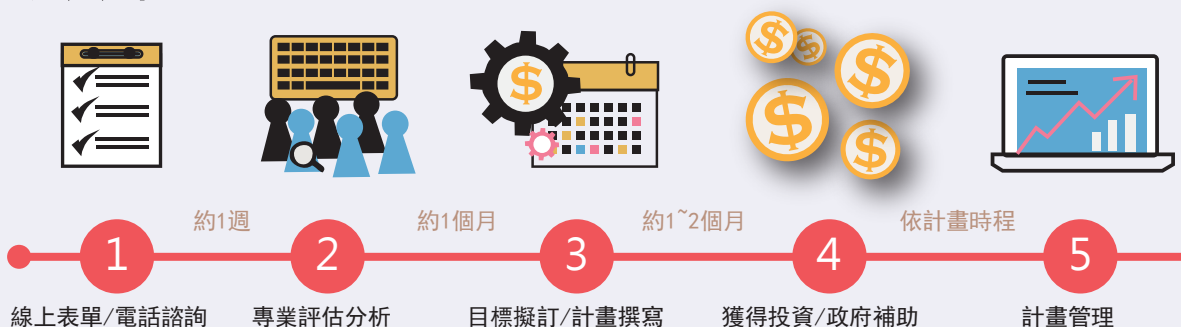 約1週
約1個月
約1~2個月
依計畫時程
1
2
3
4
5
線上表單/電話諮詢
專業評估分析
目標擬訂/計畫撰寫
獲得投資/政府補助
計畫管理